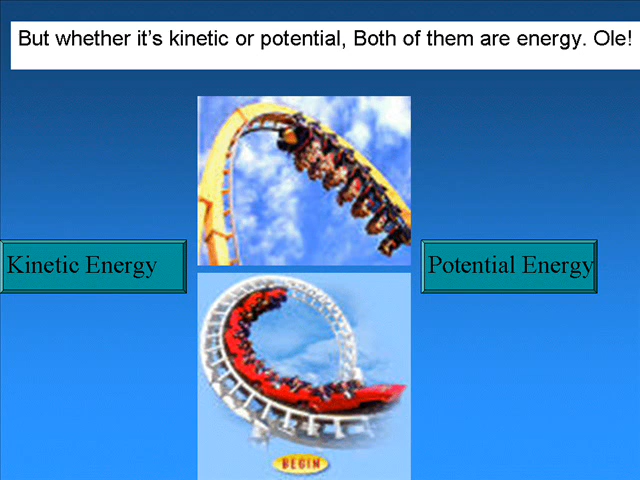 But whether it’s kinetic or potential, Both of them are energy. Ole!
Kinetic Energy
Potential Energy
BEGIN